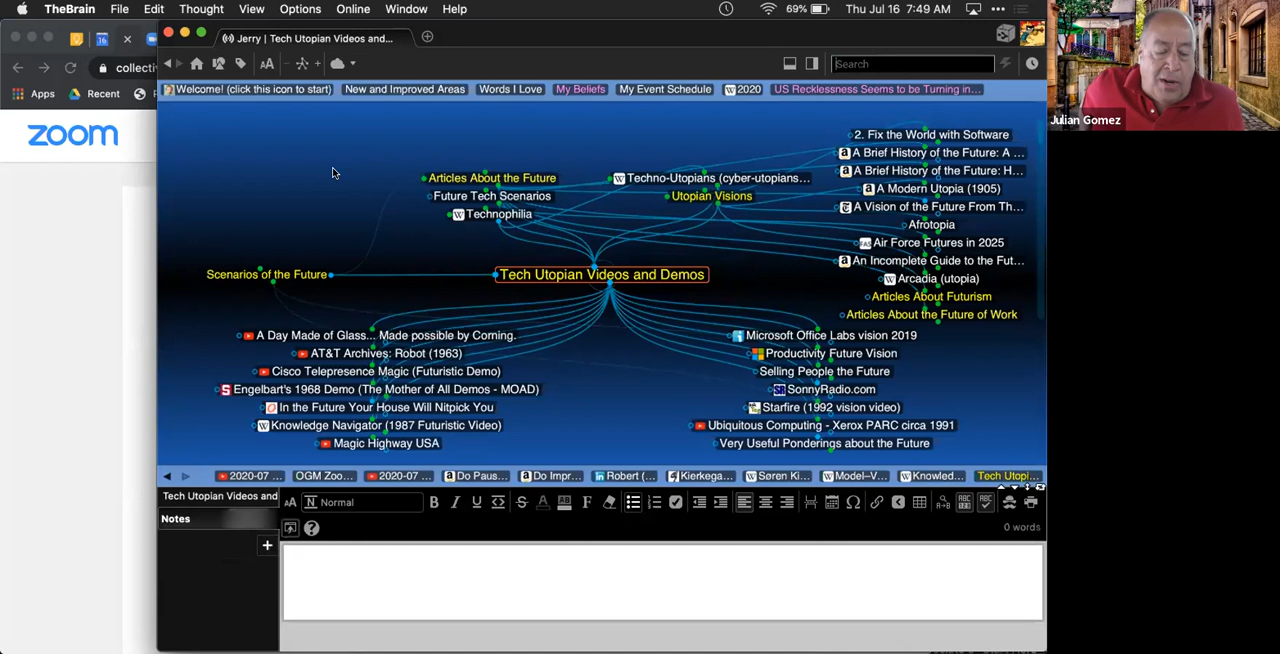 TheBrain File Edit Thought View Options Online Window Help 69% Thu Jul 16 7:49 AM
Jerry | Tech Utopian Videos and...
16
collecti
AA
Search
Apps Recent
Welcome! (click this icon to start) New and Improved Areas Words I Love My Beliefs My Event Schedule W 2020 US Recklessness Seems to be Turning in...
zoom
Julian Gomez
2. Fix the World with Software
a A Brief History of the Future: A ...
a A Brief History of the Future: H...
a A Modern Utopia (1905)
A Vision of the Future From Th...
Afrotopia
FAS Air Force Futures in 2025
a An Incomplete Guide to the Fut...
W Arcadia (utopia)
Articles About Futurism
Articles About the Future of Work
Articles About the Future
Future Tech Scenarios
W Technophilia
W Techno-Utopians (cyber-utopians...
Utopian Visions
Scenarios of the Future
Tech Utopian Videos and Demos
A Day Made of Glass... Made possible by Corning.
AT&T Archives: Robot (1963)
Cisco Telepresence Magic (Futuristic Demo)
S Engelbart's 1968 Demo (The Mother of All Demos - MOAD)
In the Future Your House Will Nitpick You
W Knowledge Navigator (1987 Futuristic Video)
Magic Highway USA
Microsoft Office Labs vision 2019
Productivity Future Vision
Selling People the Future
SR SonnyRadio.com
Starfire (1992 vision video)
Ubiquitous Computing - Xerox PARC circa 1991
Very Useful Ponderings about the Future
2020-07 ... OGM Zoo... 2020-07 ... a Do Paus... a Do Impr... in Robert (... Kierkega... W Søren Ki... W Model–V... W Knowled... Tech Utopi...
Tech Utopian Videos and
AA N Normal B I U S A F
Notes
0 words